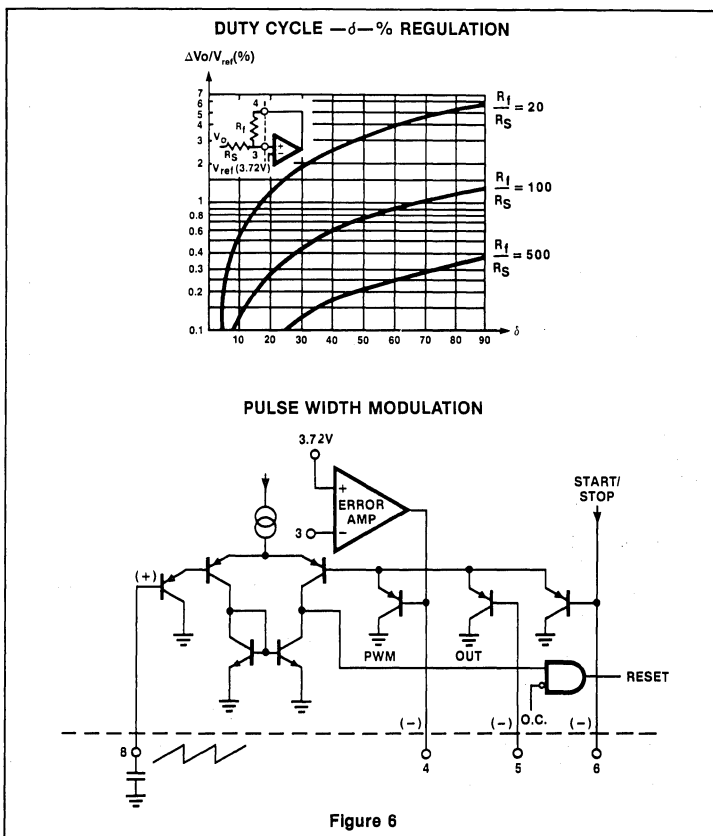 DUTY CYCLE —δ—% REGULATION
ΔVo/Vref(%)
7
6
5
4
3
2
1
0.8
0.6
0.4
0.3
0.2
0.1
10 20 30 40 50 60 70 80 90
δ
4
Rf
Vo
RS
3
+
−
Vref (3.72V)
Rf/RS = 20
Rf/RS = 100
Rf/RS = 500
PULSE WIDTH MODULATION
3.72V
+
ERROR
AMP
3
−
START/
STOP
(+)
PWM
OUT
RESET
O.C.
(−) (−) (−)
8
4
5
6
Figure 6